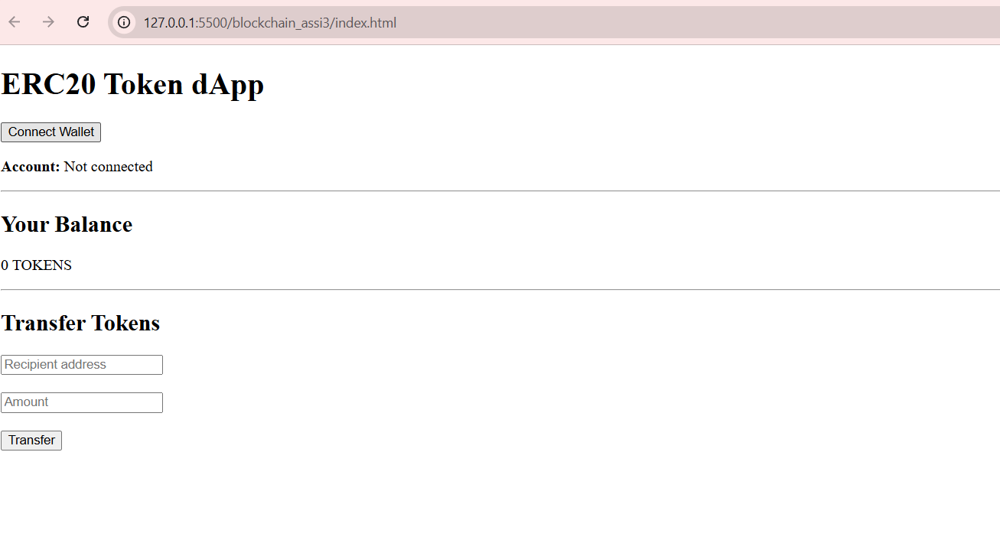 127.0.0.1:5500/blockchain_assi3/index.html
ERC20 Token dApp
Connect Wallet
Account: Not connected
Your Balance
0 TOKENS
Transfer Tokens
Recipient address
Amount
Transfer